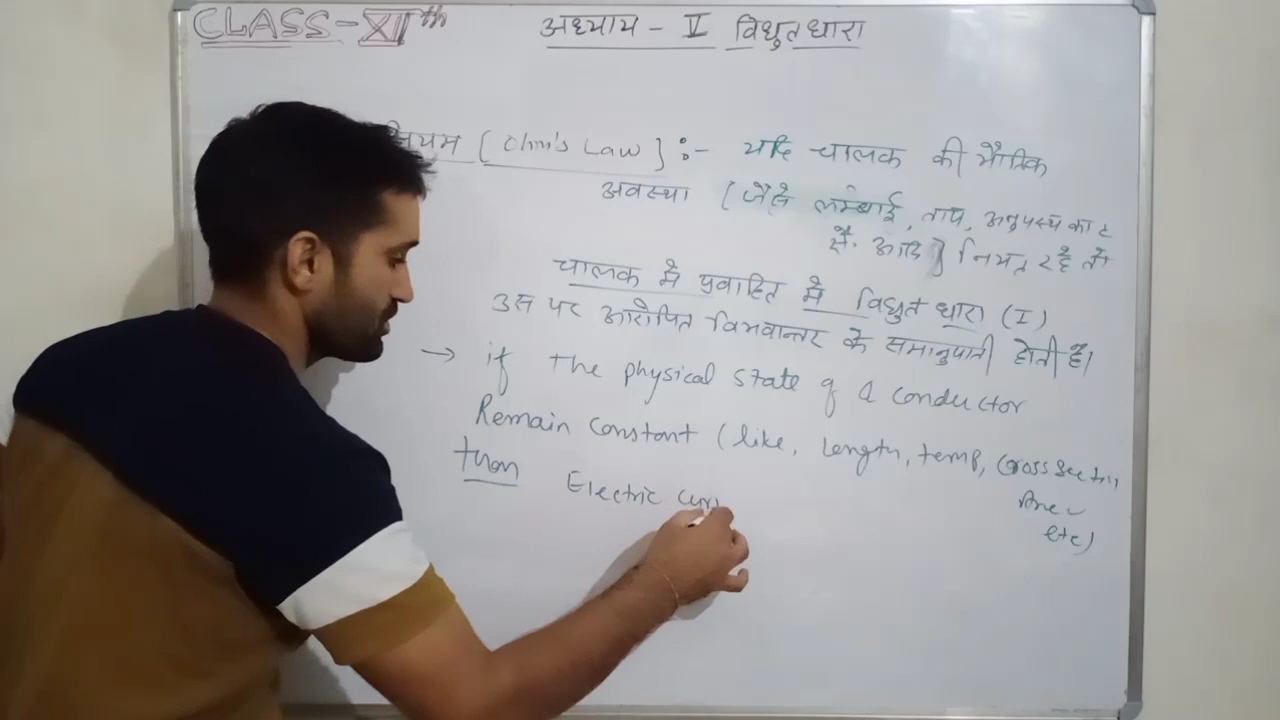 CLASS-XIth
अध्याय - V विधुत धारा
नियम [Ohm's Law] :- यदि चालक की भौतिक
अवस्था [जैसे लम्बाई, ताप, अनुप्रस्थ काट
से. आदि] नियत रहे तो
चालक मे प्रवाहित मे विधुत धारा (I)
उस पर आरोपित विभवान्तर के समानुपाती होती है।
→ if the physical state of a conductor
Remain Constant (like, Length, temp, Cross Section
Area
etc)
then Electric curr